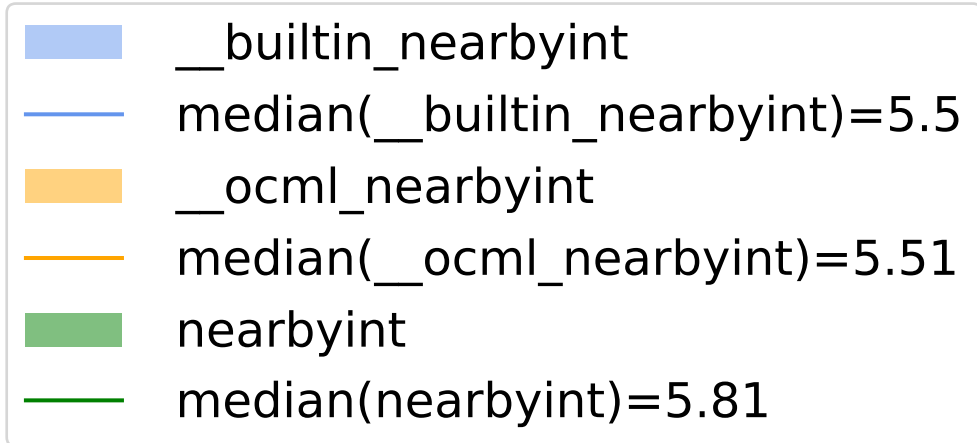 __builtin_nearbyint
median(__builtin_nearbyint)=5.5
__ocml_nearbyint
median(__ocml_nearbyint)=5.51
nearbyint
median(nearbyint)=5.81